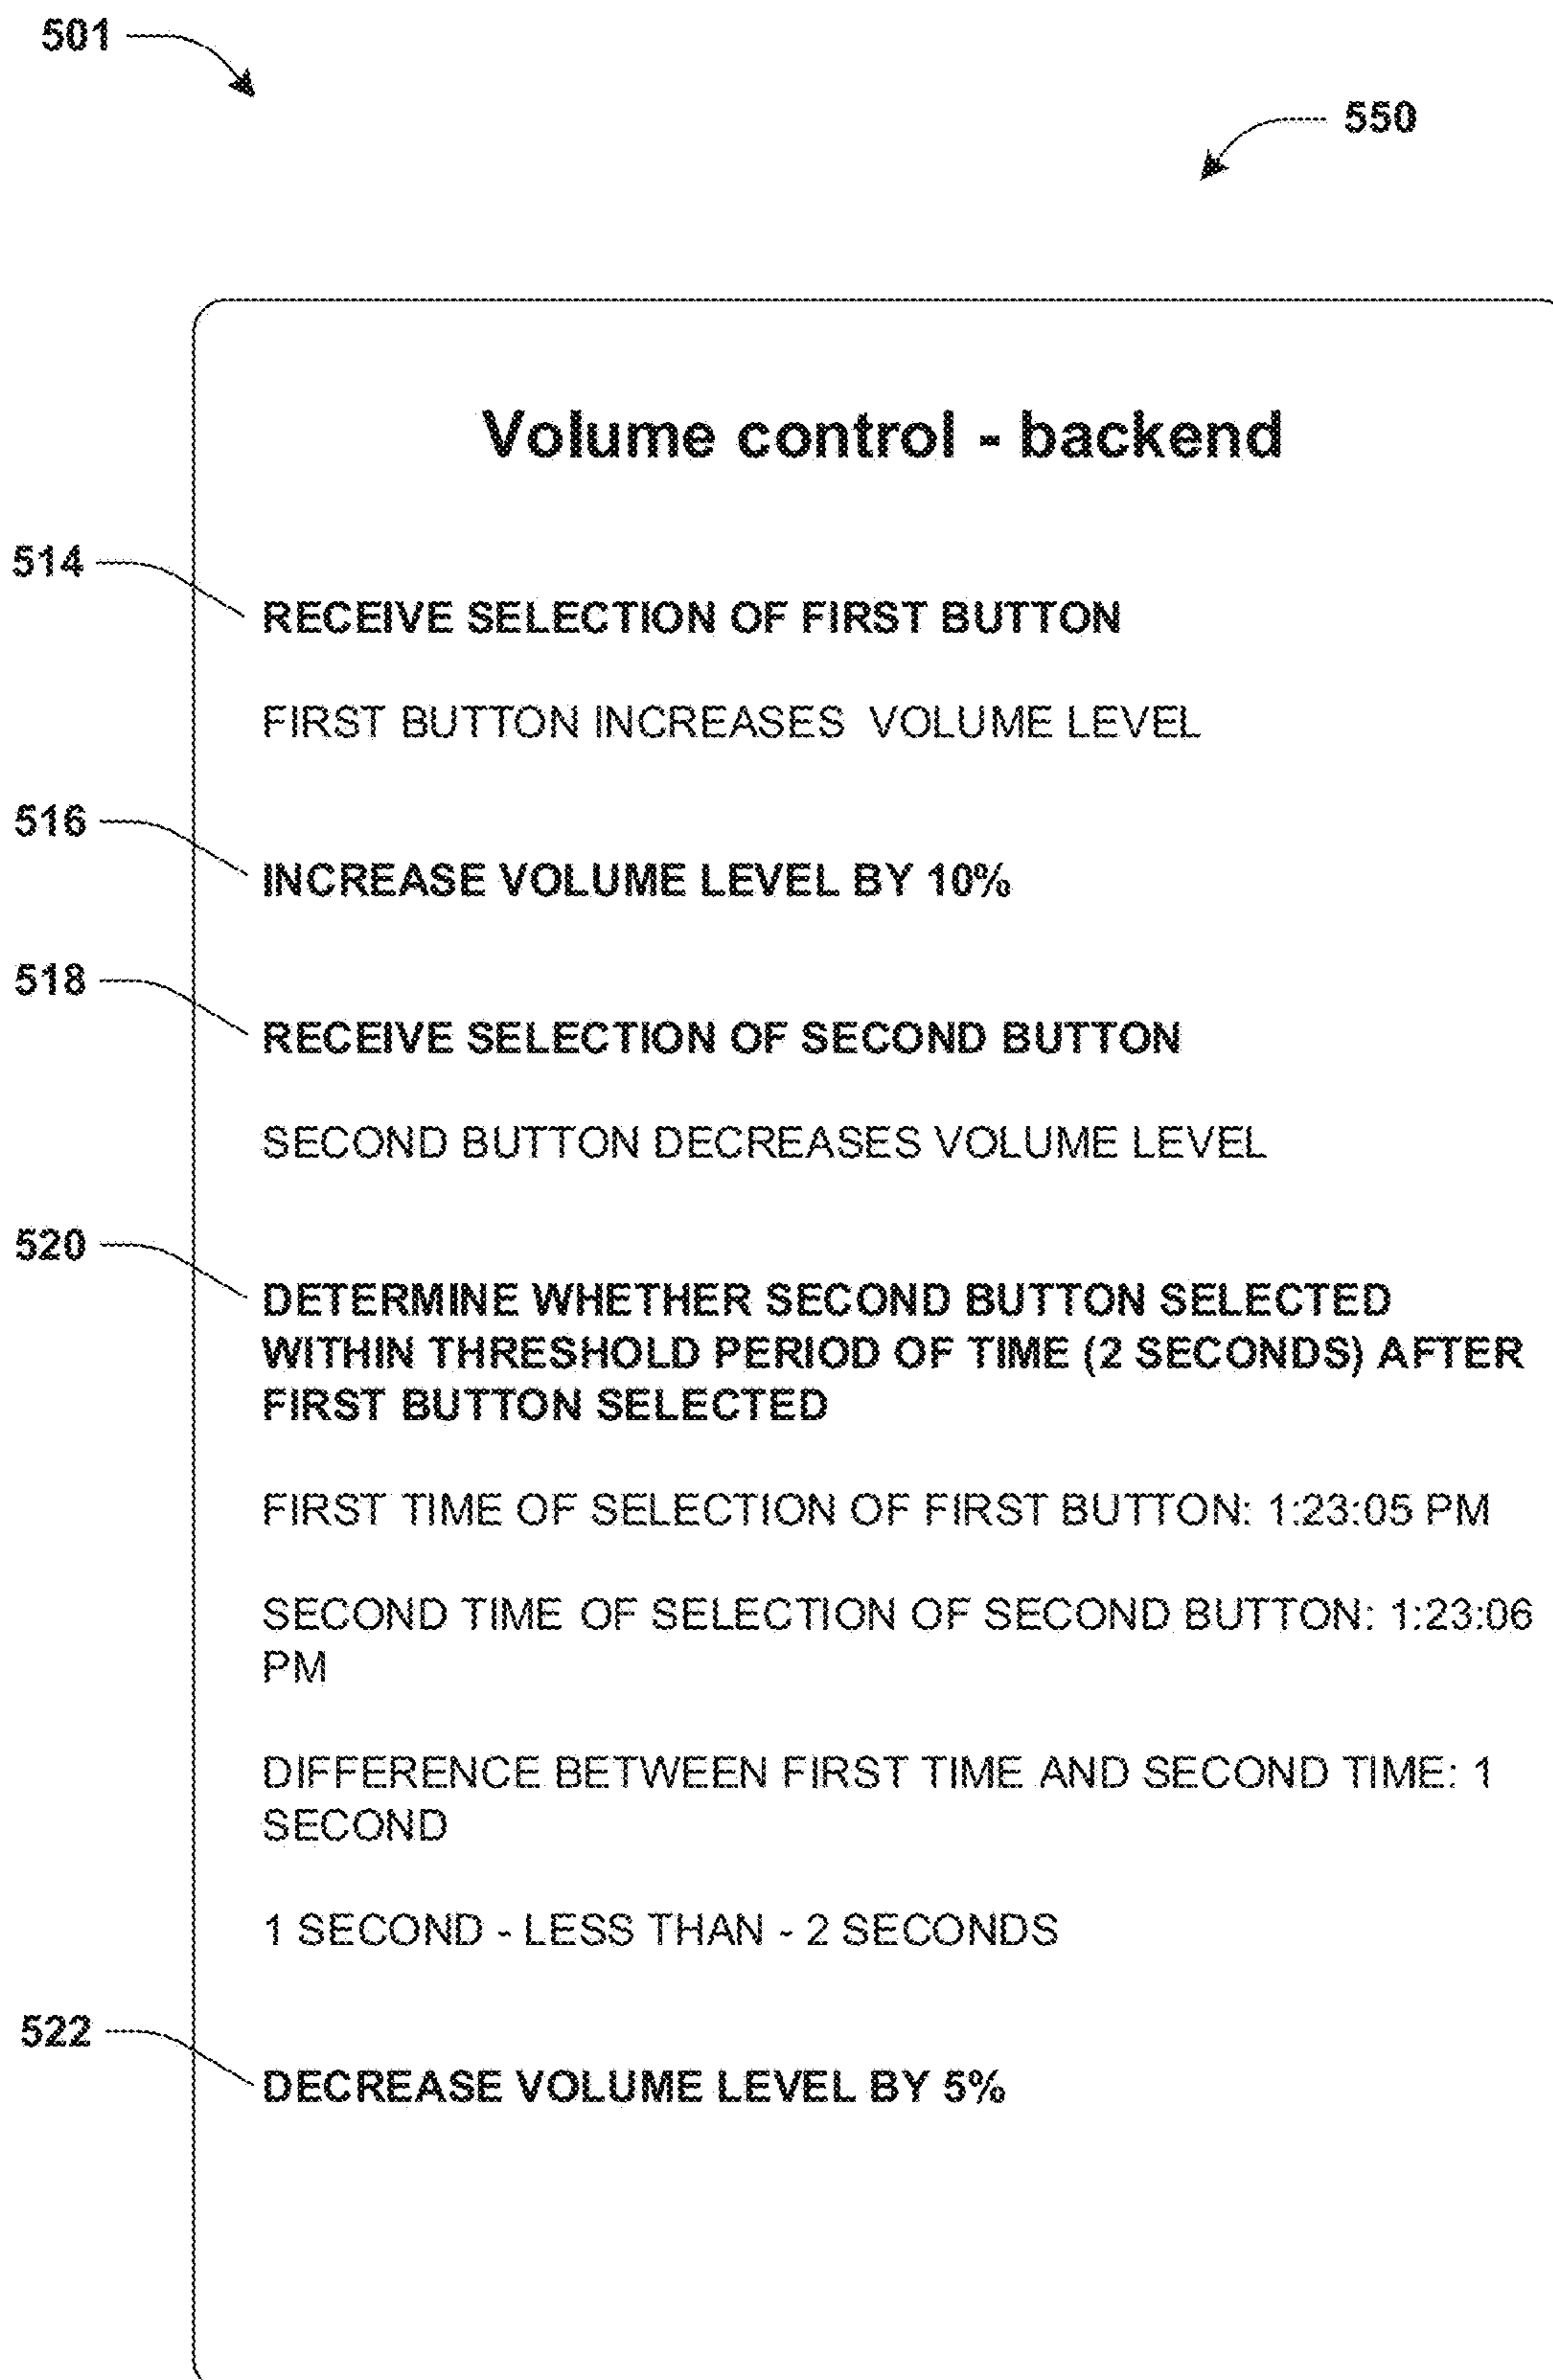 501
550
Volume control - backend
514
RECEIVE SELECTION OF FIRST BUTTON
FIRST BUTTON INCREASES VOLUME LEVEL
516
INCREASE VOLUME LEVEL BY 10%
518
RECEIVE SELECTION OF SECOND BUTTON
SECOND BUTTON DECREASES VOLUME LEVEL
520
DETERMINE WHETHER SECOND BUTTON SELECTED
WITHIN THRESHOLD PERIOD OF TIME (2 SECONDS) AFTER
FIRST BUTTON SELECTED
FIRST TIME OF SELECTION OF FIRST BUTTON: 1:23:05 PM
SECOND TIME OF SELECTION OF SECOND BUTTON: 1:23:06
PM
DIFFERENCE BETWEEN FIRST TIME AND SECOND TIME: 1
SECOND
1 SECOND - LESS THAN - 2 SECONDS
522
DECREASE VOLUME LEVEL BY 5%